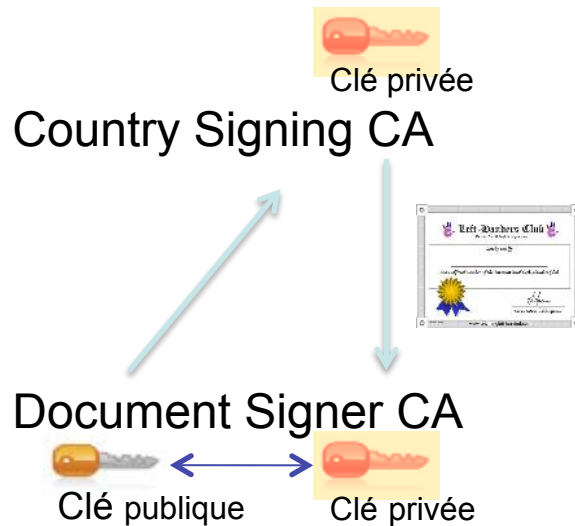 Clé privée
Country Signing CA
Left-Handers Club
Document Signer CA
Clé publique
Clé privée